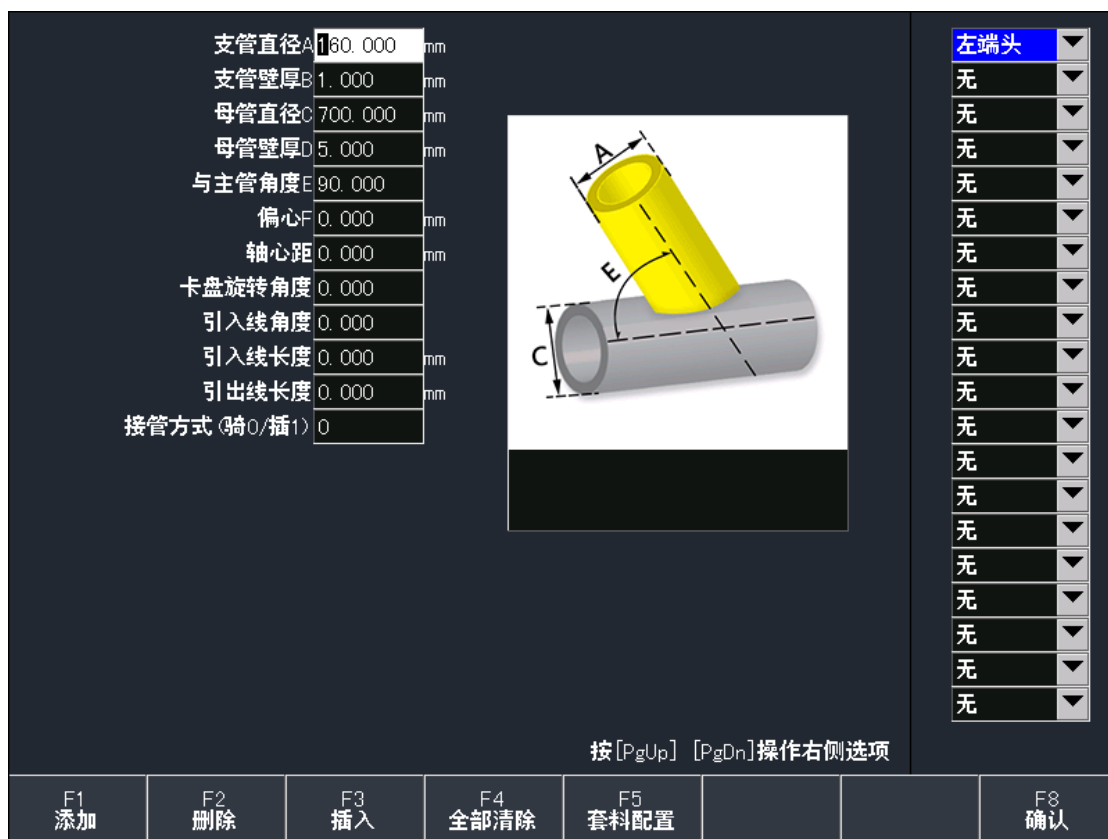 支管直径A 160.000 mm 左端头
支管壁厚B 1.000 mm 无
母管直径C 700.000 mm 无
母管壁厚D 5.000 mm 无
与主管角度E 90.000 无
偏心F 0.000 mm 无
轴心距 0.000 mm 无
卡盘旋转角度 0.000 无
引入线角度 0.000 无
引入线长度 0.000 mm 无
引出线长度 0.000 mm 无
接管方式(骑0/插1) 0 无
无
无
无
无
无
无
无
无
A
E
C
按[PgUp] [PgDn]操作右侧选项
F1 F2 F3 F4 F5 F8
添加 删除 插入 全部清除 套料配置 确认